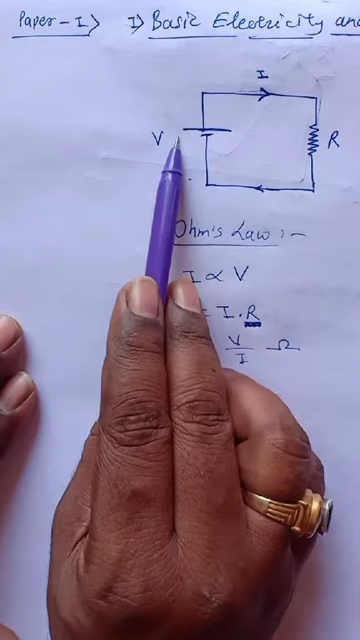 Paper-I> 1) Basic Electricity and
I
V
R
Ohm's Law :-
I ∝ V
= I.R
V/I Ω